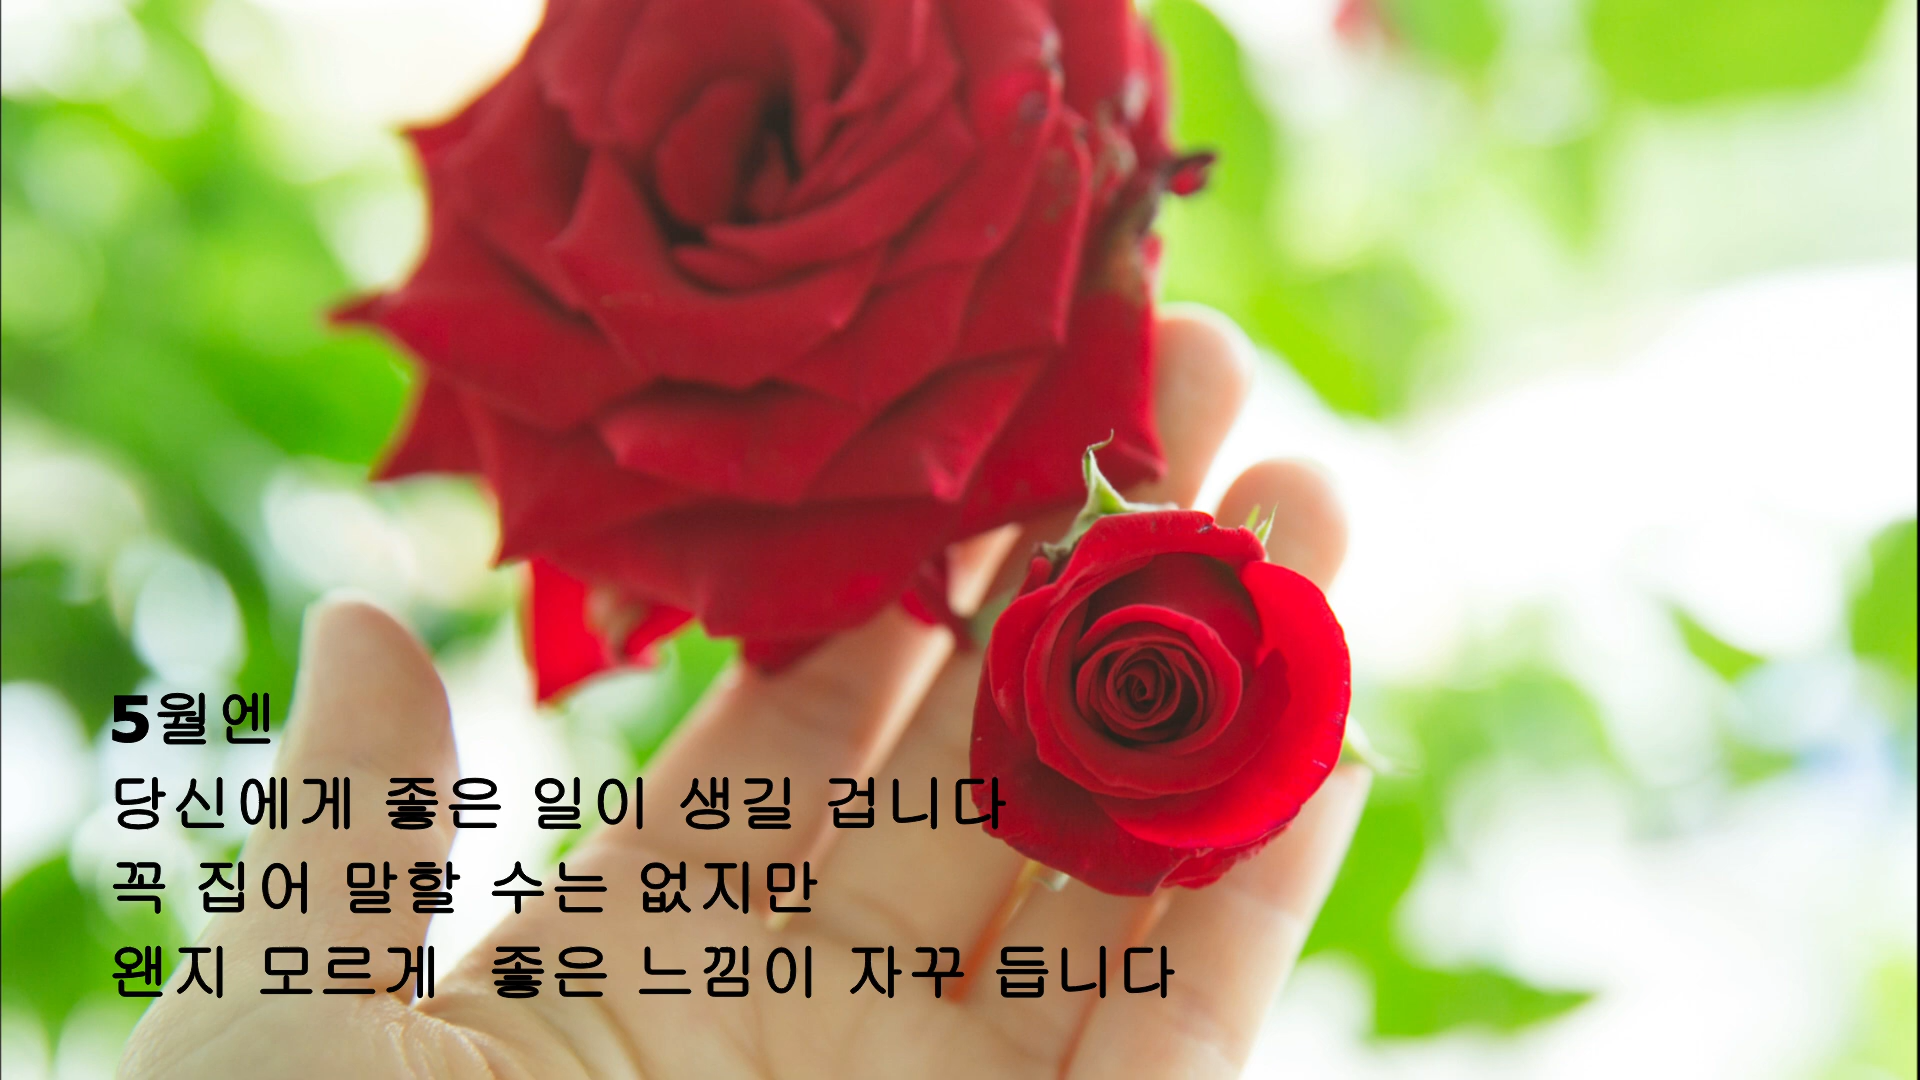 5월엔
당신에게 좋은 일이 생길 겁니다
꼭 집어 말할 수는 없지만
왠지 모르게 좋은 느낌이 자꾸 듭니다